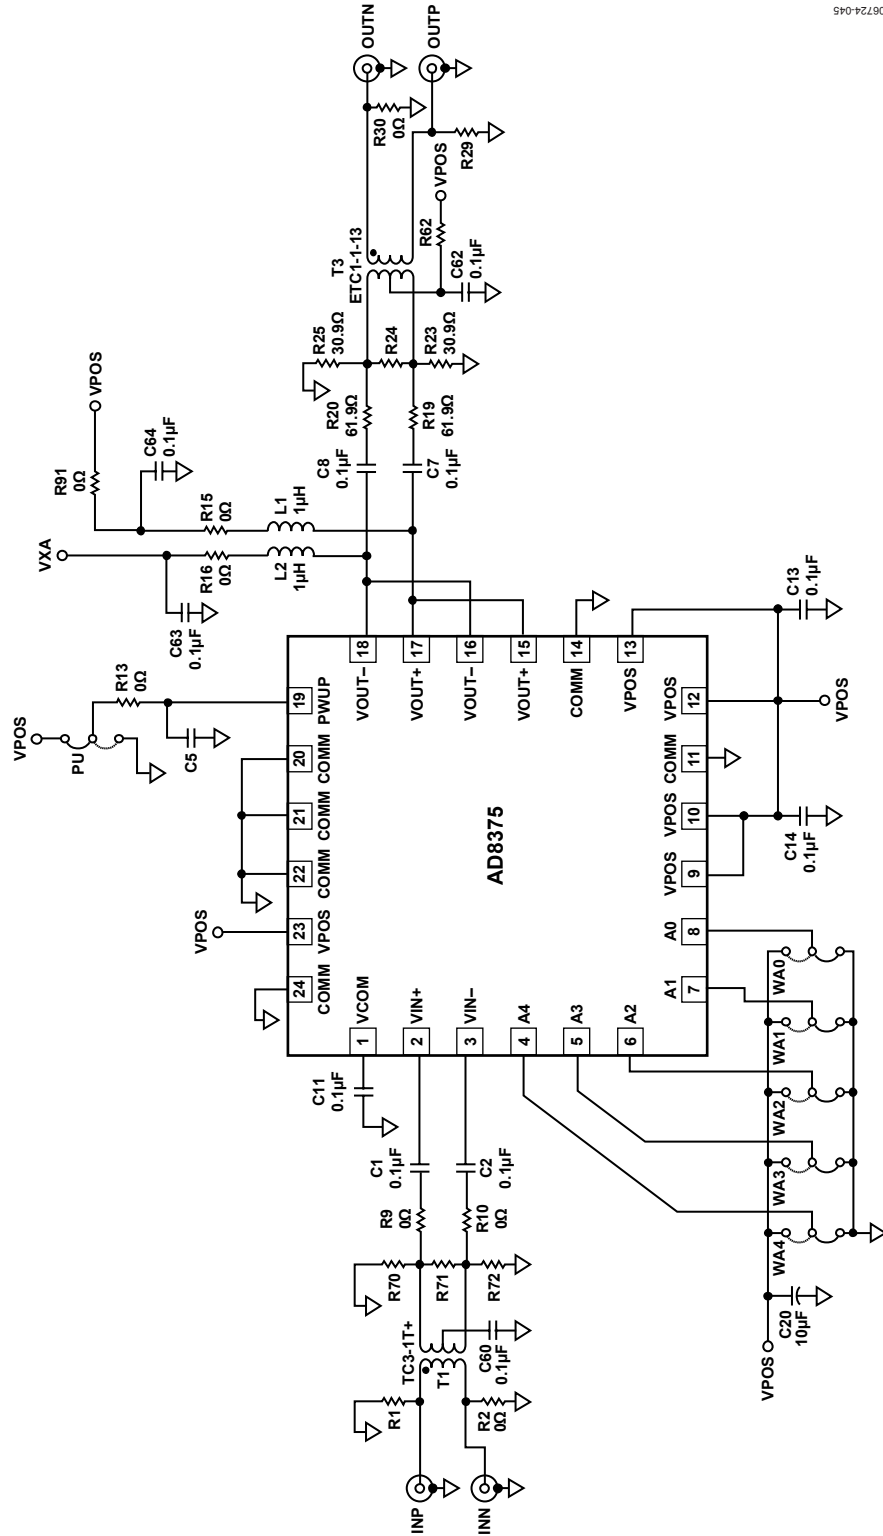 06724-045
OUTN
OUTP
R30
0Ω
R29
VPOS
R62
T3
ETC1-1-13
C62
0.1µF
R25
30.9Ω
R24
R23
30.9Ω
R20
61.9Ω
R19
61.9Ω
C8
0.1µF
C7
0.1µF
VPOS
R91
0Ω
C64
0.1µF
R15
0Ω
L1
1µH
VXA
R16
0Ω
L2
1µH
C63
0.1µF
C13
0.1µF
VPOS
C14
0.1µF
VPOS
PU
R13
0Ω
C5
VPOS
AD8375
18
VOUT–
17
VOUT+
16
VOUT–
15
VOUT+
14
COMM
13
VPOS
19
PWUP
20
COMM
21
COMM
22
COMM
23
VPOS
24
COMM
12
VPOS
11
COMM
10
VPOS
9
VPOS
8
A0
7
A1
1
VCOM
2
VIN+
3
VIN–
4
A4
5
A3
6
A2
C11
0.1µF
C1
0.1µF
C2
0.1µF
R9
0Ω
R10
0Ω
R70
R71
R72
TC3-1T+
T1
C60
0.1µF
R1
R2
0Ω
INP
INN
WA0
WA1
WA2
WA3
WA4
C20
10µF
VPOS